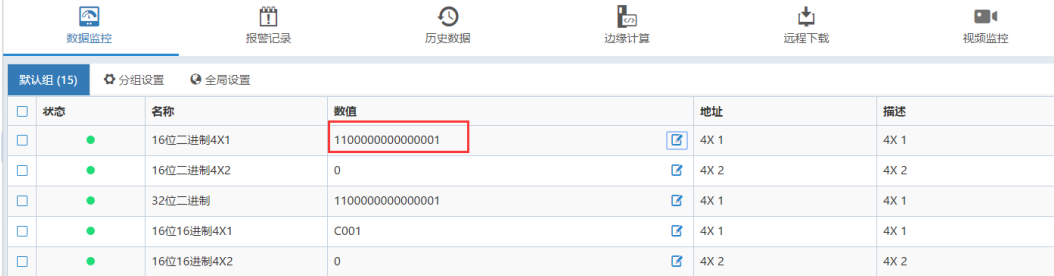 数据监控 报警记录 历史数据 边缘计算 远程下载 视频监控
默认组 (15) 分组设置 全局设置
状态 名称 数值 地址 描述
16位二进制4X1 1100000000000001 4X 1 4X 1
16位二进制4X2 0 4X 2 4X 2
32位二进制 1100000000000001 4X 1 4X 1
16位16进制4X1 C001 4X 1 4X 1
16位16进制4X2 0 4X 2 4X 2